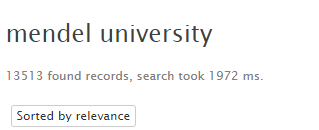 mendel university
13513 found records, search took 1972 ms.
Sorted by relevance